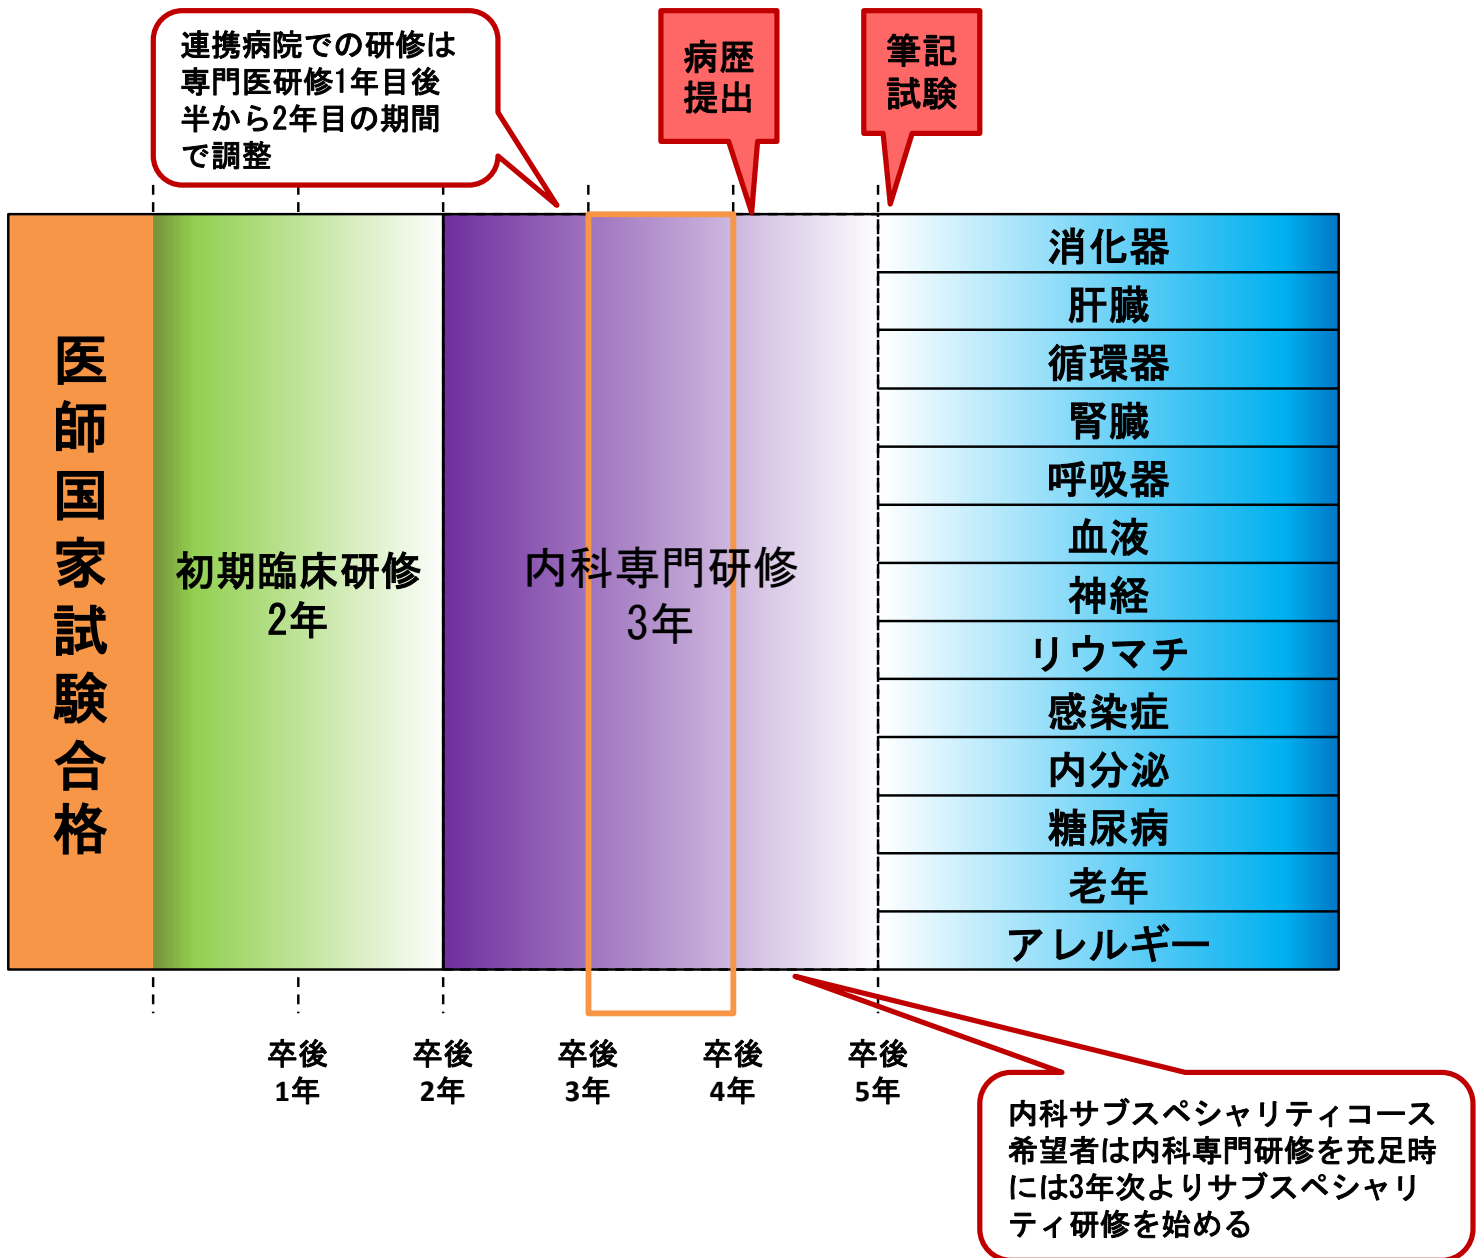 連携病院での研修は
専門医研修1年目後
半から2年目の期間
で調整
病歴
提出
筆記
試験
医師国家試験合格
初期臨床研修
2年
内科専門研修
3年
消化器
肝臓
循環器
腎臓
呼吸器
血液
神経
リウマチ
感染症
内分泌
糖尿病
老年
アレルギー
卒後
1年
卒後
2年
卒後
3年
卒後
4年
卒後
5年
内科サブスペシャリティコース
希望者は内科専門研修を充足時
には3年次よりサブスペシャリ
ティ研修を始める